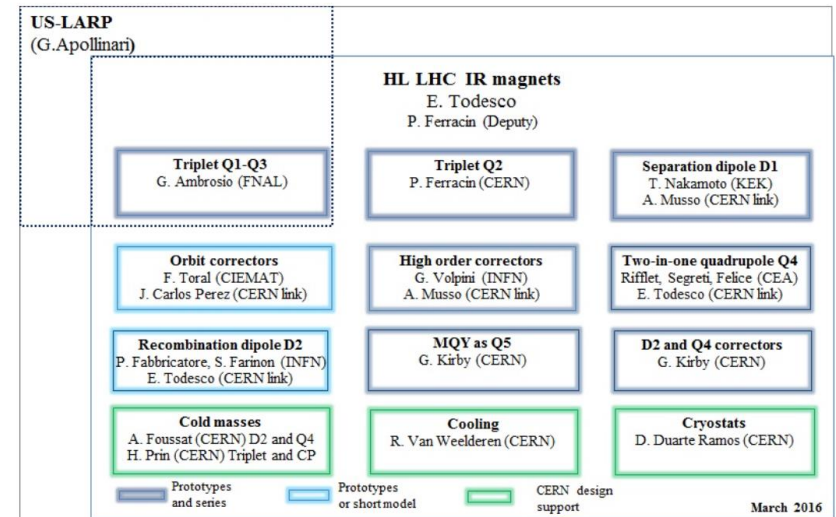 US-LARP
(G.Apollinari)
HL LHC IR magnets
E. Todesco
P. Ferracin (Deputy)
Triplet Q1-Q3
G. Ambrosio (FNAL)
Triplet Q2
P. Ferracin (CERN)
Separation dipole D1
T. Nakamoto (KEK)
A. Musso (CERN link)
Orbit correctors
F. Toral (CIEMAT)
J. Carlos Perez (CERN link)
High order correctors
G. Volpini (INFN)
A. Musso (CERN link)
Two-in-one quadrupole Q4
Rifflet, Segreti, Felice (CEA)
E. Todesco (CERN link)
Recombination dipole D2
P. Fabbricatore, S. Farinon (INFN)
E. Todesco (CERN link)
MQY as Q5
G. Kirby (CERN)
D2 and Q4 correctors
G. Kirby (CERN)
Cold masses
A. Foussat (CERN) D2 and Q4
H. Prin (CERN) Triplet and CP
Cooling
R. Van Weelderen (CERN)
Cryostats
D. Duarte Ramos (CERN)
Prototypes
and series
Prototypes
or short model
CERN design
support
March 2016